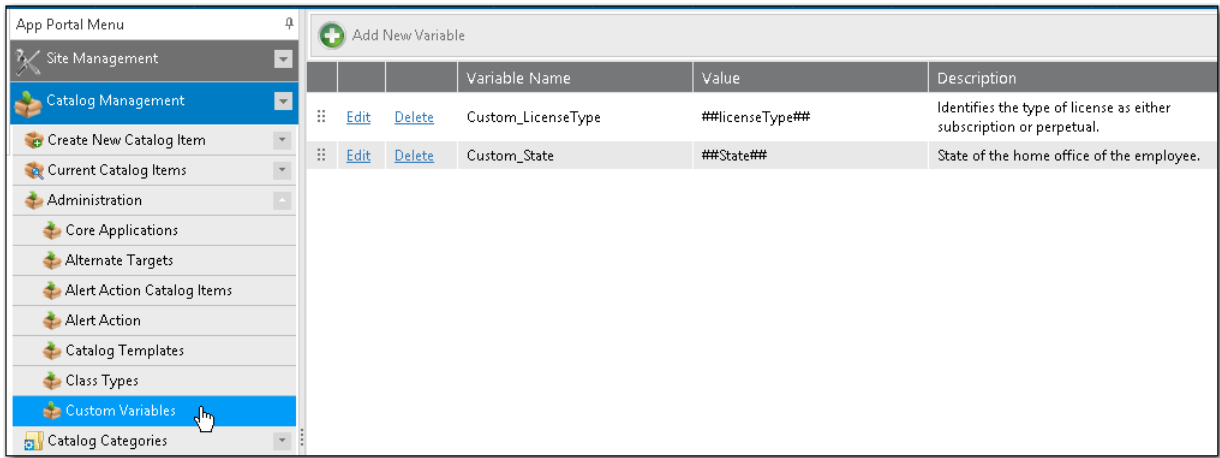 App Portal Menu
Site Management
Catalog Management
Create New Catalog Item
Current Catalog Items
Administration
Core Applications
Alternate Targets
Alert Action Catalog Items
Alert Action
Catalog Templates
Class Types
Custom Variables
Catalog Categories
Add New Variable
Variable Name Value Description
Edit Delete Custom_LicenseType ##licenseType## Identifies the type of license as either
subscription or perpetual.
Edit Delete Custom_State ##State## State of the home office of the employee.